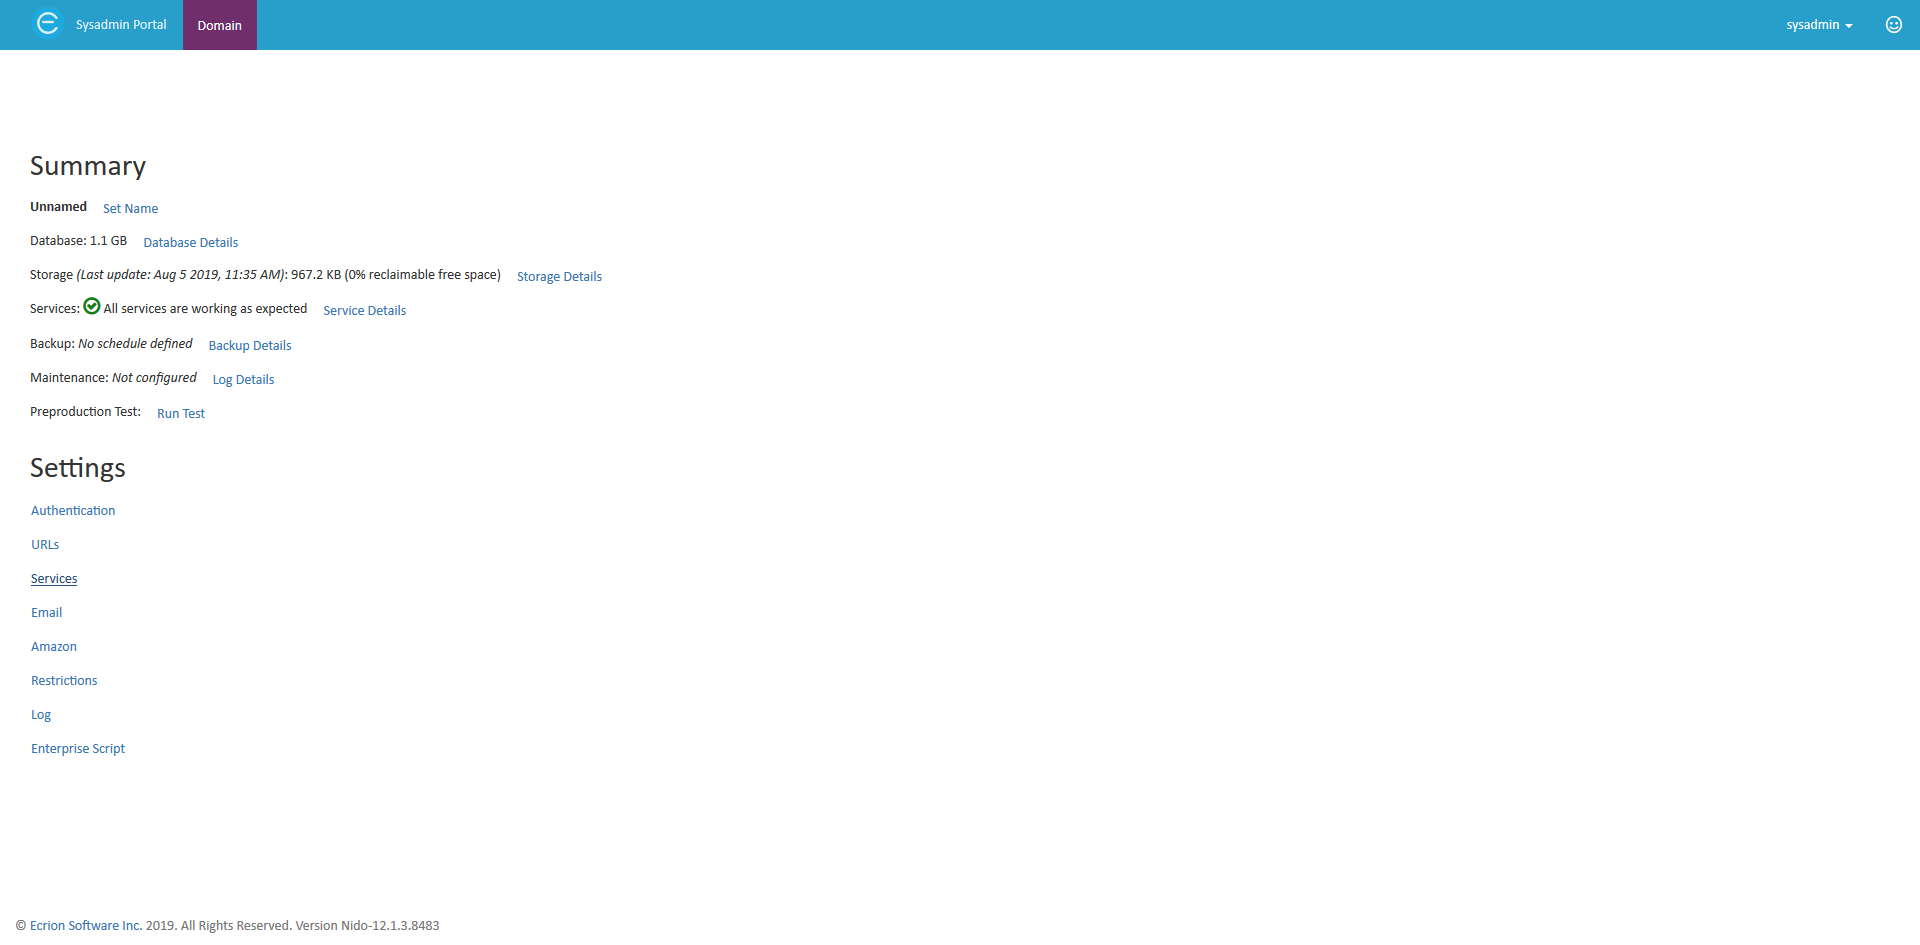 Sysadmin Portal Domain sysadmin
Summary
Unnamed Set Name
Database: 1.1 GB Database Details
Storage (Last update: Aug 5 2019, 11:35 AM): 967.2 KB (0% reclaimable free space) Storage Details
Services: All services are working as expected Service Details
Backup: No schedule defined Backup Details
Maintenance: Not configured Log Details
Preproduction Test: Run Test
Settings
Authentication
URLs
Services
Email
Amazon
Restrictions
Log
Enterprise Script
© Ecrion Software Inc. 2019. All Rights Reserved. Version Nido-12.1.3.8483